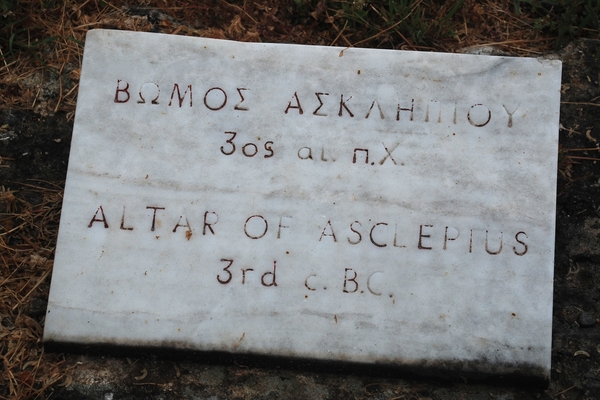 ΒΩΜΟΣ ΑΣΚΛΗΠΙΟΥ
3ος αι. π.Χ.
ALTAR OF ASCLEPIUS
3rd c. B.C.